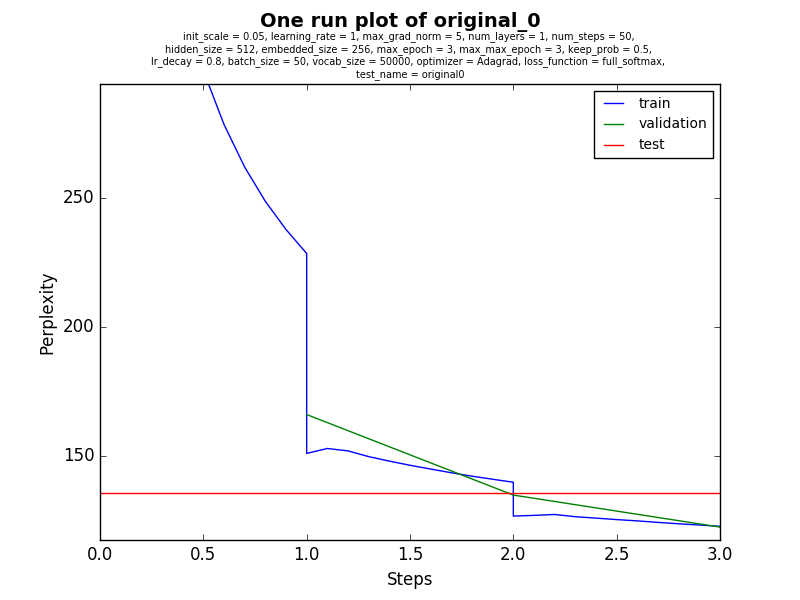 One run plot of original_0
init_scale = 0.05, learning_rate = 1, max_grad_norm = 5, num_layers = 1, num_steps = 50,
hidden_size = 512, embedded_size = 256, max_epoch = 3, max_max_epoch = 3, keep_prob = 0.5,
lr_decay = 0.8, batch_size = 50, vocab_size = 50000, optimizer = Adagrad, loss_function = full_softmax,
test_name = original0
train
validation
test
250
200
150
Perplexity
0.0 0.5 1.0 1.5 2.0 2.5 3.0
Steps